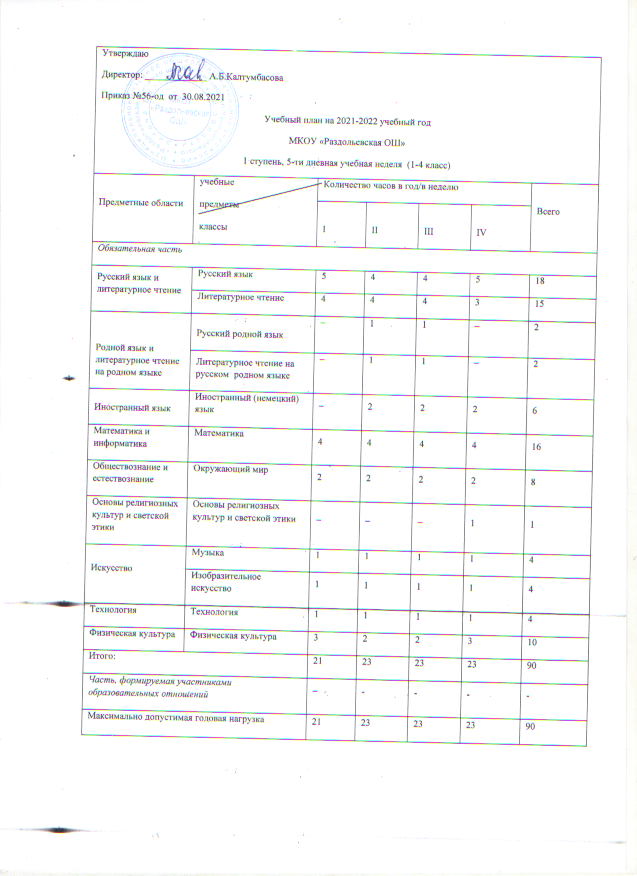 Утверждаю
Директор: А.Б.Калтумбасова
Приказ №56-од от 30.08.2021
Учебный план на 2021-2022 учебный год
МКОУ «Раздольевская ОШ»
1 ступень, 5-ти дневная учебная неделя (1-4 класс)
Предметные области | учебные предметы классы | Количество часов в год/в неделю | Всего
I | II | III | IV
Обязательная часть
Русский язык и литературное чтение | Русский язык | 5 | 4 | 4 | 5 | 18
Литературное чтение | 4 | 4 | 4 | 3 | 15
Родной язык и литературное чтение на родном языке | Русский родной язык | – | 1 | 1 | – | 2
Литературное чтение на русском родном языке | – | 1 | 1 | – | 2
Иностранный язык | Иностранный (немецкий) язык | – | 2 | 2 | 2 | 6
Математика и информатика | Математика | 4 | 4 | 4 | 4 | 16
Обществознание и естествознание | Окружающий мир | 2 | 2 | 2 | 2 | 8
Основы религиозных культур и светской этики | Основы религиозных культур и светской этики | – | – | – | 1 | 1
Искусство | Музыка | 1 | 1 | 1 | 1 | 4
Изобразительное искусство | 1 | 1 | 1 | 1 | 4
Технология | Технология | 1 | 1 | 1 | 1 | 4
Физическая культура | Физическая культура | 3 | 2 | 2 | 3 | 10
Итого: | 21 | 23 | 23 | 23 | 90
Часть, формируемая участниками образовательных отношений | – | - | - | - | -
Максимально допустимая головая нагрузка | 21 | 23 | 23 | 23 | 90